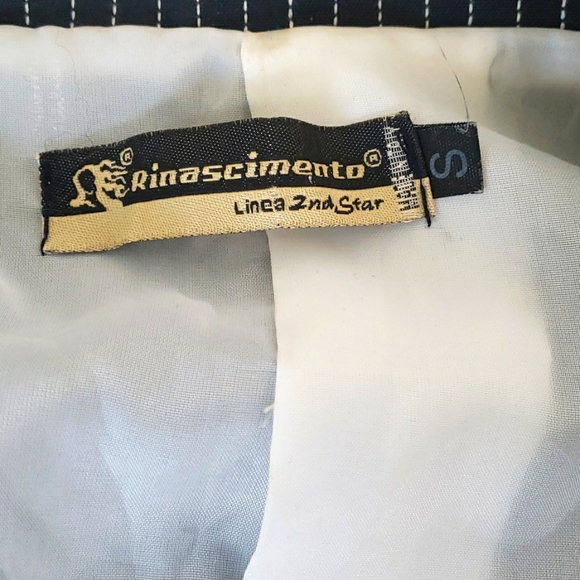 ® Rinascimento ®
Linea 2nd Star
S